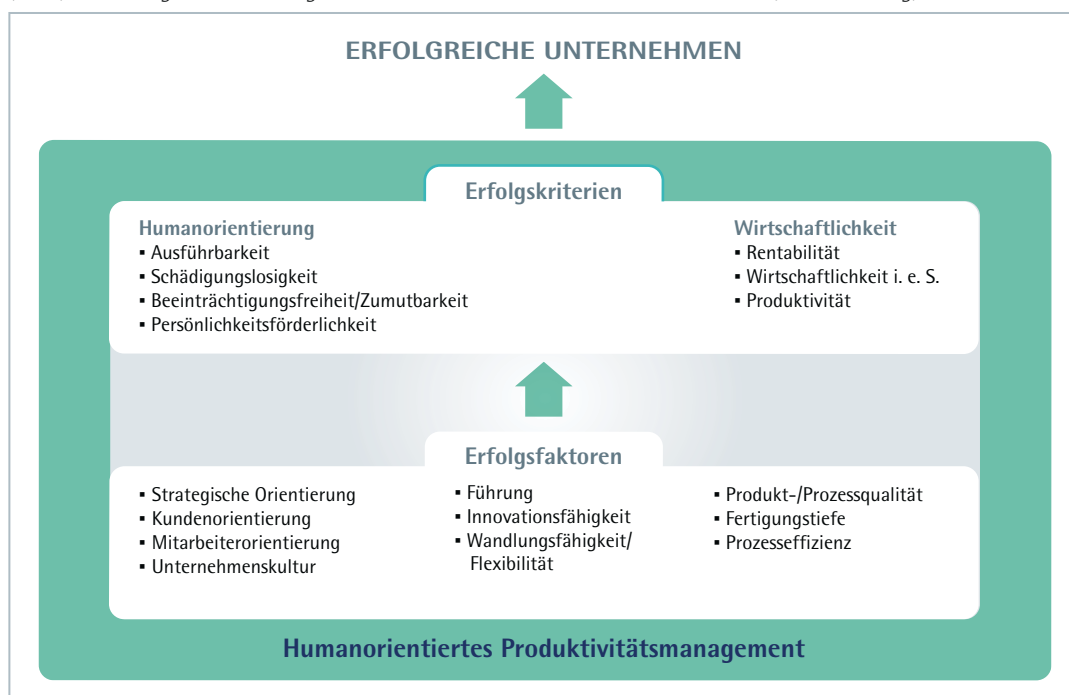 ERFOLGREICHE UNTERNEHMEN
Erfolgskriterien
Humanorientierung
▪ Ausführbarkeit
▪ Schädigungslosigkeit
▪ Beeinträchtigungsfreiheit/Zumutbarkeit
▪ Persönlichkeitsförderlichkeit
Wirtschaftlichkeit
▪ Rentabilität
▪ Wirtschaftlichkeit i. e. S.
▪ Produktivität
Erfolgsfaktoren
▪ Strategische Orientierung
▪ Kundenorientierung
▪ Mitarbeiterorientierung
▪ Unternehmenskultur
▪ Führung
▪ Innovationsfähigkeit
▪ Wandlungsfähigkeit/
Flexibilität
▪ Produkt-/Prozessqualität
▪ Fertigungstiefe
▪ Prozesseffizienz
Humanorientiertes Produktivitätsmanagement